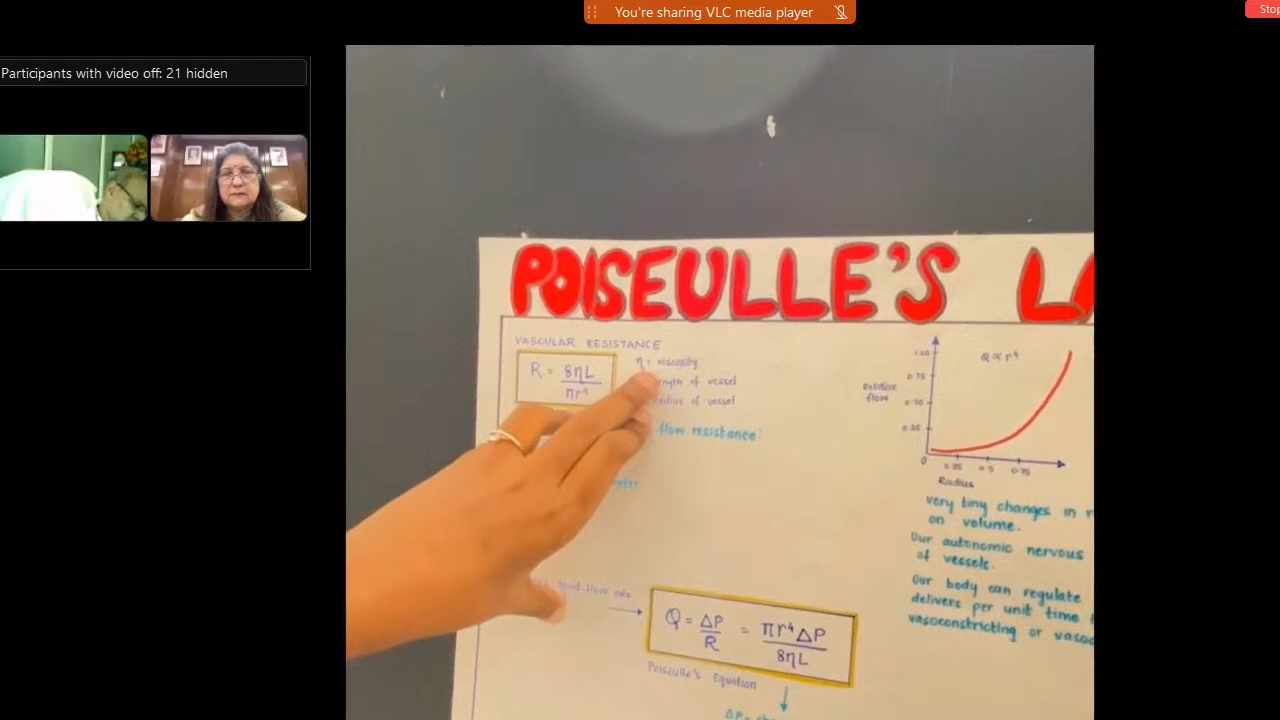 You're sharing VLC media player
Stop
Participants with video off: 21 hidden
POISEULLE'S LA
VASCULAR RESISTANCE
R = 8ηL
πr⁴
η = viscosity
length of vessel
radius of vessel
flow resistance:
Q ∝ r⁴
1.00
0.75
0.50
0.25
0
0.25 0.5 0.75
Relative
flow
Radius
very tiny changes in r
on volume.
Our autonomic nervous
of vessels.
Our body can regulate
delivers per unit time
vasoconstricting or vaso
Q = ΔP = πr⁴ΔP
R 8ηL
Poiseulle's Equation
ΔP=